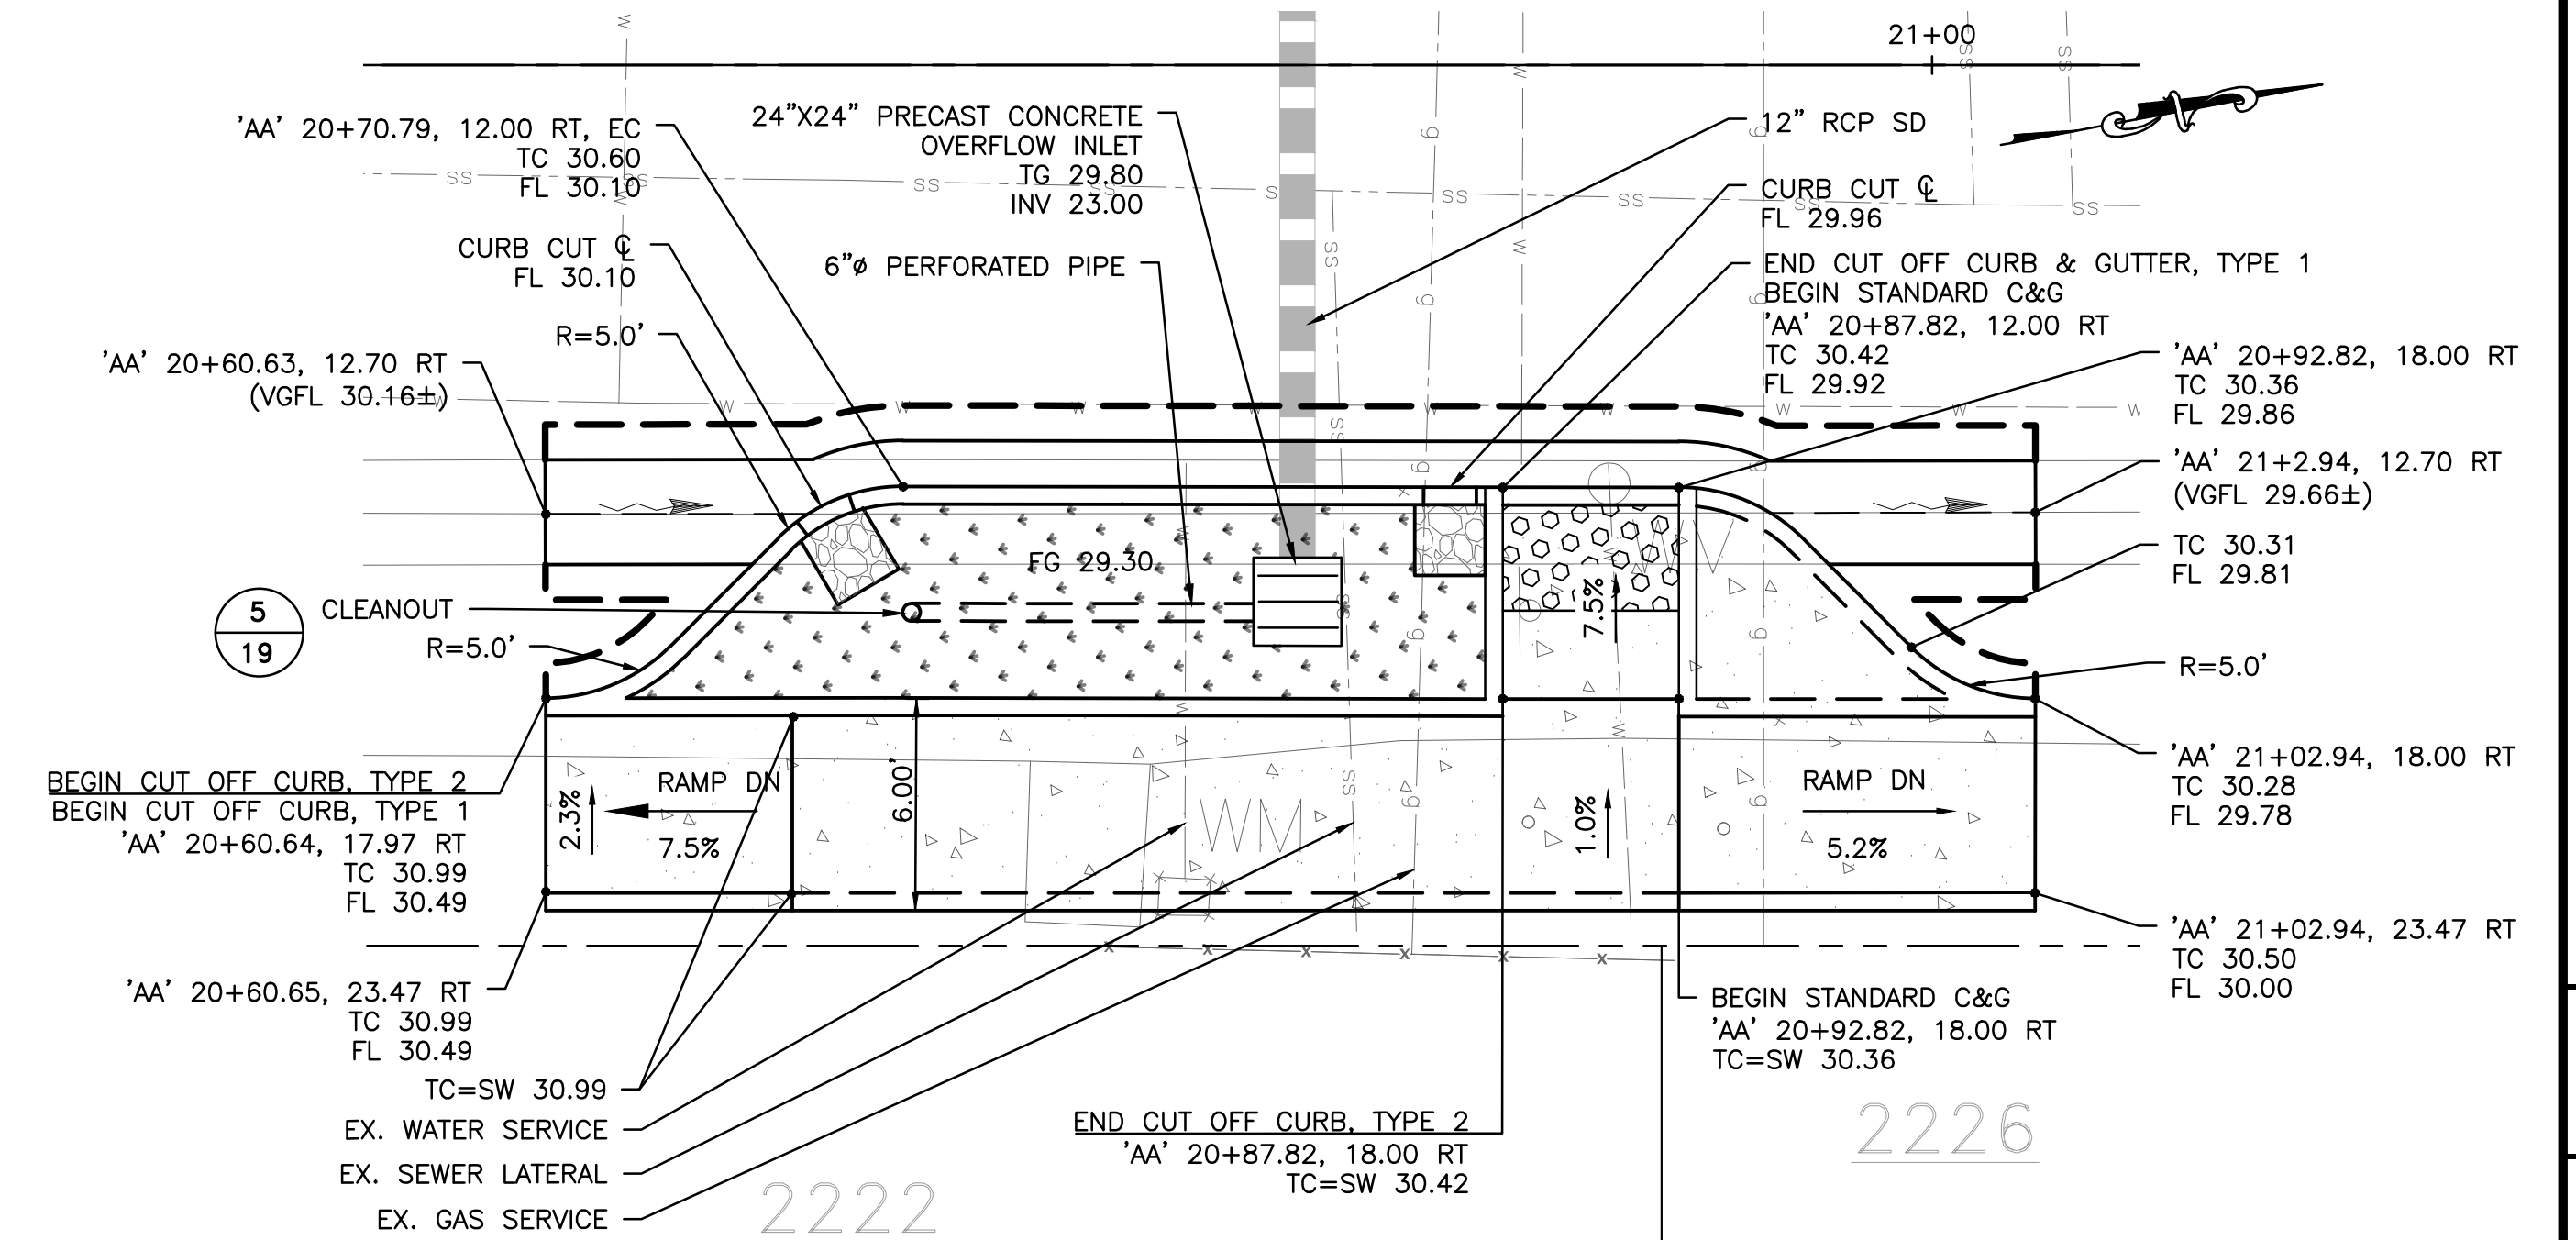 21+00
'AA' 20+70.79, 12.00 RT, EC
TC 30.60
FL 30.10
24"X24" PRECAST CONCRETE
OVERFLOW INLET
TG 29.80
INV 23.00
12" RCP SD
CURB CUT ℄
FL 29.96
CURB CUT ℄
FL 30.10
6"ø PERFORATED PIPE
END CUT OFF CURB & GUTTER, TYPE 1
BEGIN STANDARD C&G
'AA' 20+87.82, 12.00 RT
TC 30.42
FL 29.92
R=5.0'
'AA' 20+60.63, 12.70 RT
(VGFL 30.16±)
'AA' 20+92.82, 18.00 RT
TC 30.36
FL 29.86
'AA' 21+2.94, 12.70 RT
(VGFL 29.66±)
TC 30.31
FL 29.81
FG 29.30
7.5%
5
19
CLEANOUT
R=5.0'
R=5.0'
BEGIN CUT OFF CURB, TYPE 2
BEGIN CUT OFF CURB, TYPE 1
'AA' 20+60.64, 17.97 RT
TC 30.99
FL 30.49
2.3%
RAMP DN
7.5%
6.00'
WM
1.0%
RAMP DN
5.2%
'AA' 21+02.94, 18.00 RT
TC 30.28
FL 29.78
'AA' 20+60.65, 23.47 RT
TC 30.99
FL 30.49
'AA' 21+02.94, 23.47 RT
TC 30.50
FL 30.00
TC=SW 30.99
EX. WATER SERVICE
EX. SEWER LATERAL
EX. GAS SERVICE
BEGIN STANDARD C&G
'AA' 20+92.82, 18.00 RT
TC=SW 30.36
END CUT OFF CURB, TYPE 2
'AA' 20+87.82, 18.00 RT
TC=SW 30.42
2222
2226